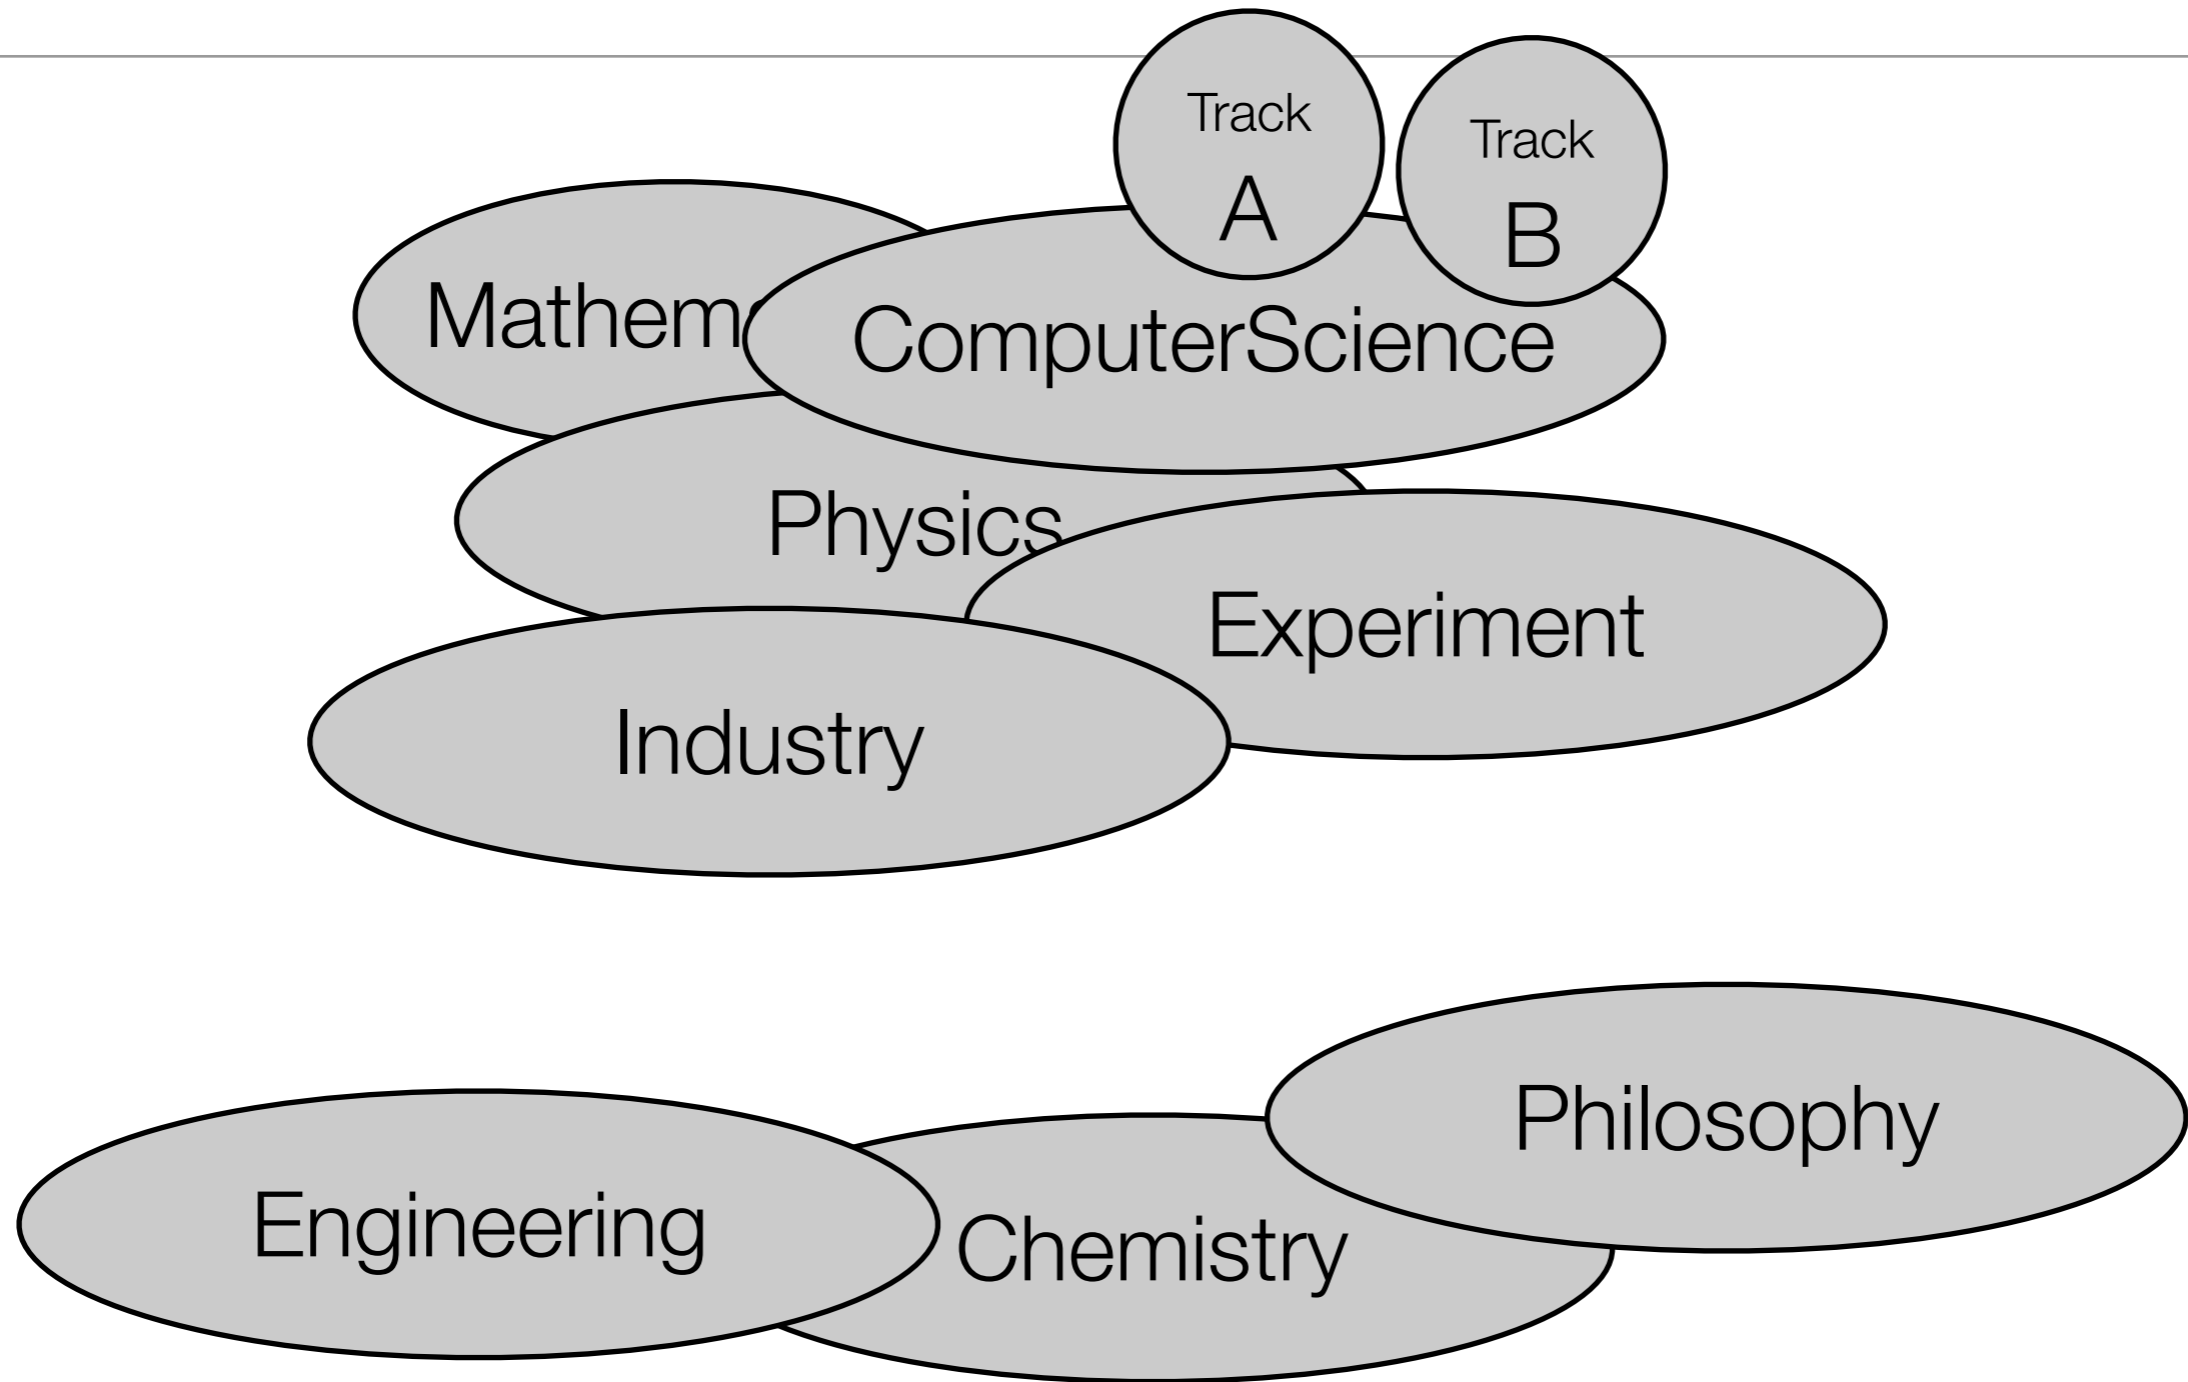 Track
A
Track
B
Mathem
ComputerScience
Physics
Experiment
Industry
Philosophy
Engineering
Chemistry